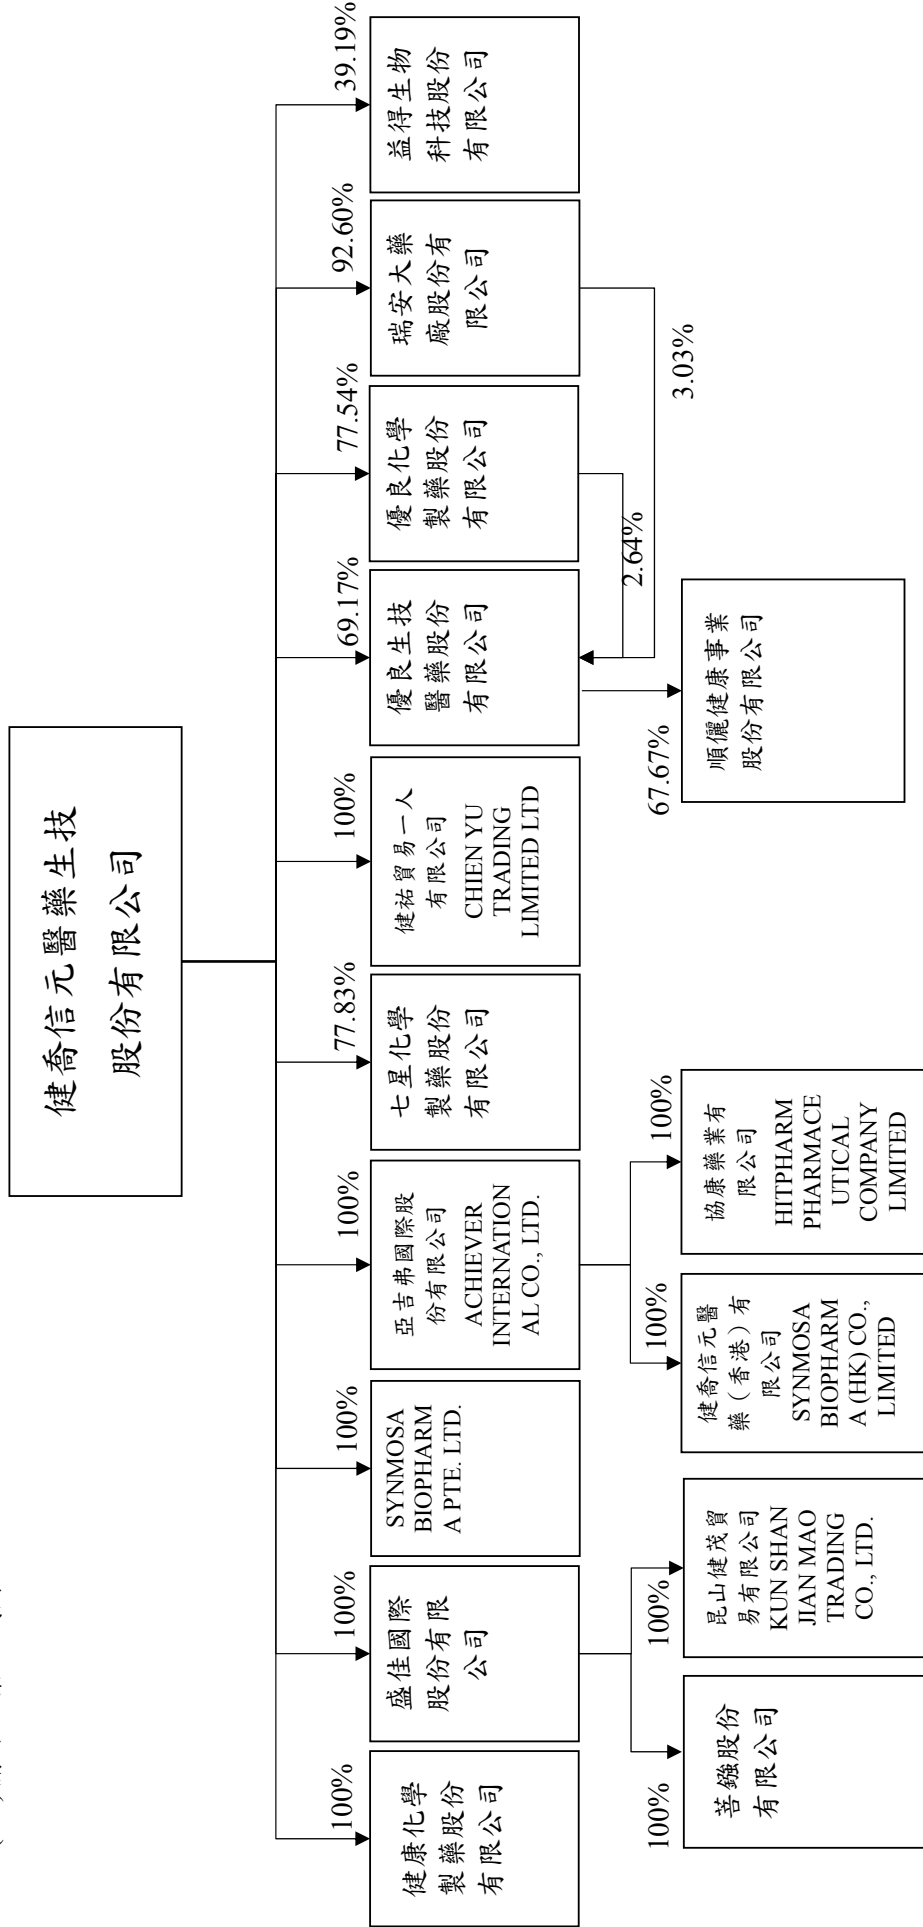 健喬信元醫藥生技
股份有限公司
100%
健康化學
製藥股份
有限公司
100%
盛佳國際
股份有限
公司
100%
SYNMOSA
BIOPHARM
A PTE. LTD.
100%
亞吉弗國際股
份有限公司
ACHIEVER
INTERNATION
AL CO., LTD.
77.83%
七星化學
製藥股份
有限公司
100%
健祐貿易一人
有限公司
CHIEN YU
TRADING
LIMITED LTD
69.17%
優良生技
醫藥股份
有限公司
77.54%
優良化學
製藥股份
有限公司
92.60%
瑞安大藥
廠股份有
限公司
39.19%
益得生物
科技股份
有限公司
2.64%
3.03%
100%
菩鏹股份
有限公司
100%
昆山健茂貿
易有限公司
KUN SHAN
JIAN MAO
TRADING
CO., LTD.
100%
健喬信元醫
藥（香港）有
限公司
SYNMOSA
BIOPHARM
A (HK) CO.,
LIMITED
100%
協康藥業有
限公司
HITPHARM
PHARMACE
UTICAL
COMPANY
LIMITED
67.67%
順儷健康事業
股份有限公司